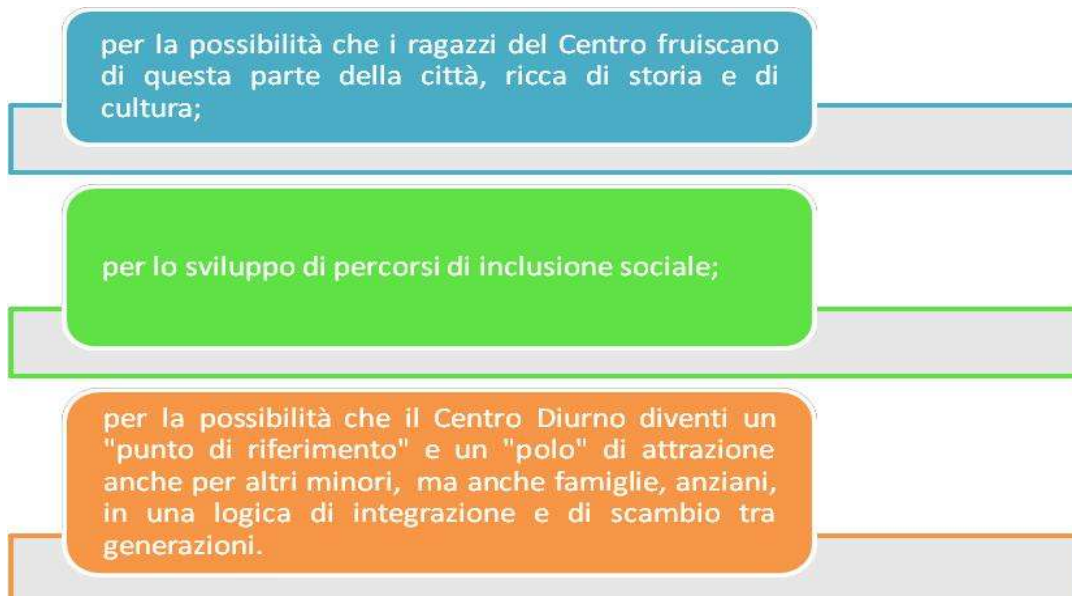 per la possibilità che i ragazzi del Centro fruiscano
di questa parte della città, ricca di storia e di
cultura;
per lo sviluppo di percorsi di inclusione sociale;
per la possibilità che il Centro Diurno diventi un
"punto di riferimento" e un "polo" di attrazione
anche per altri minori, ma anche famiglie, anziani,
in una logica di integrazione e di scambio tra
generazioni.